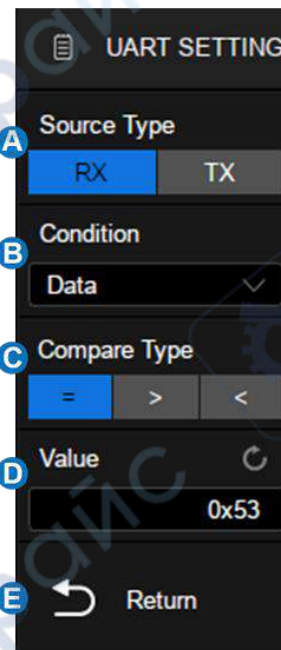 UART SETTING
A
Source Type
RX TX
B
Condition
Data
C
Compare Type
= > <
D
Value
0x53
E
Return